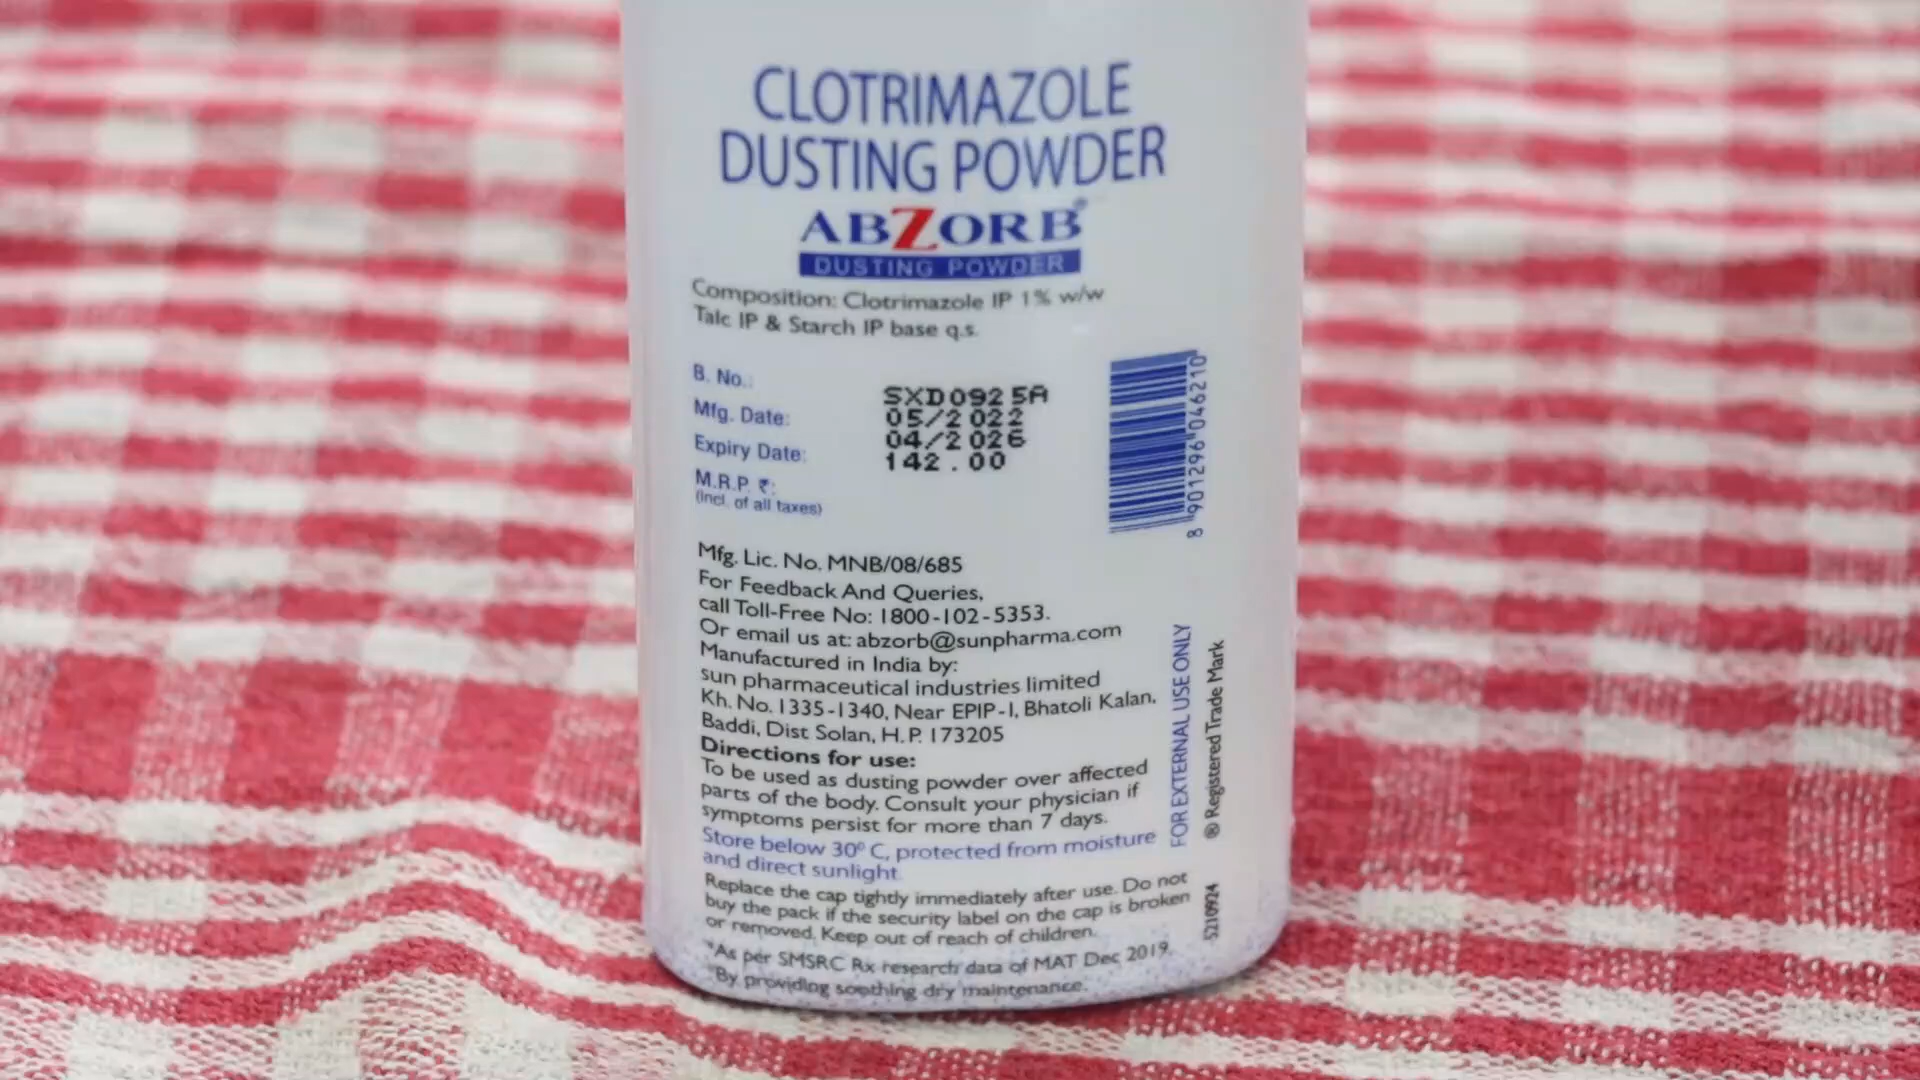 CLOTRIMAZOLE
DUSTING POWDER
ABZORB®
DUSTING POWDER
Composition: Clotrimazole IP 1% w/w
Talc IP & Starch IP base q.s.
B. No.: SXD0925A
Mfg. Date: 05/2022
Expiry Date: 04/2026
M.R.P. ₹: 142.00
(incl. of all taxes)
8 901296 046210
Mfg. Lic. No. MNB/08/685
For Feedback And Queries,
call Toll-Free No: 1800-102-5353.
Or email us at: abzorb@sunpharma.com
Manufactured in India by:
sun pharmaceutical industries limited
Kh. No. 1335-1340, Near EPIP-I, Bhatoli Kalan,
Baddi, Dist Solan, H.P. 173205
Directions for use:
To be used as dusting powder over affected
parts of the body. Consult your physician if
symptoms persist for more than 7 days.
Store below 30° C, protected from moisture
and direct sunlight.
Replace the cap tightly immediately after use. Do not
buy the pack if the security label on the cap is broken
or removed. Keep out of reach of children.
*As per SMSRC Rx research data of MAT Dec 2019.
*By providing soothing dry maintenance.
FOR EXTERNAL USE ONLY
® Registered Trade Mark
5210924